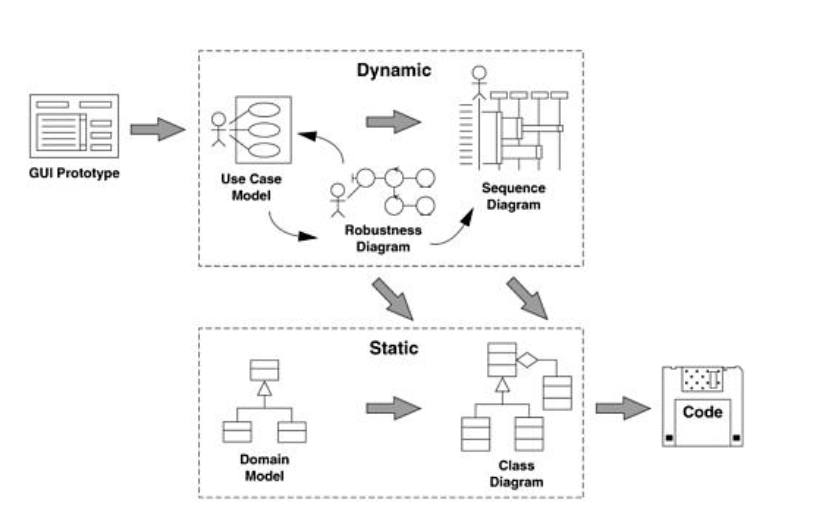 Dynamic
GUI Prototype
Use Case
Model
Robustness
Diagram
Sequence
Diagram
Static
Domain
Model
Class
Diagram
Code